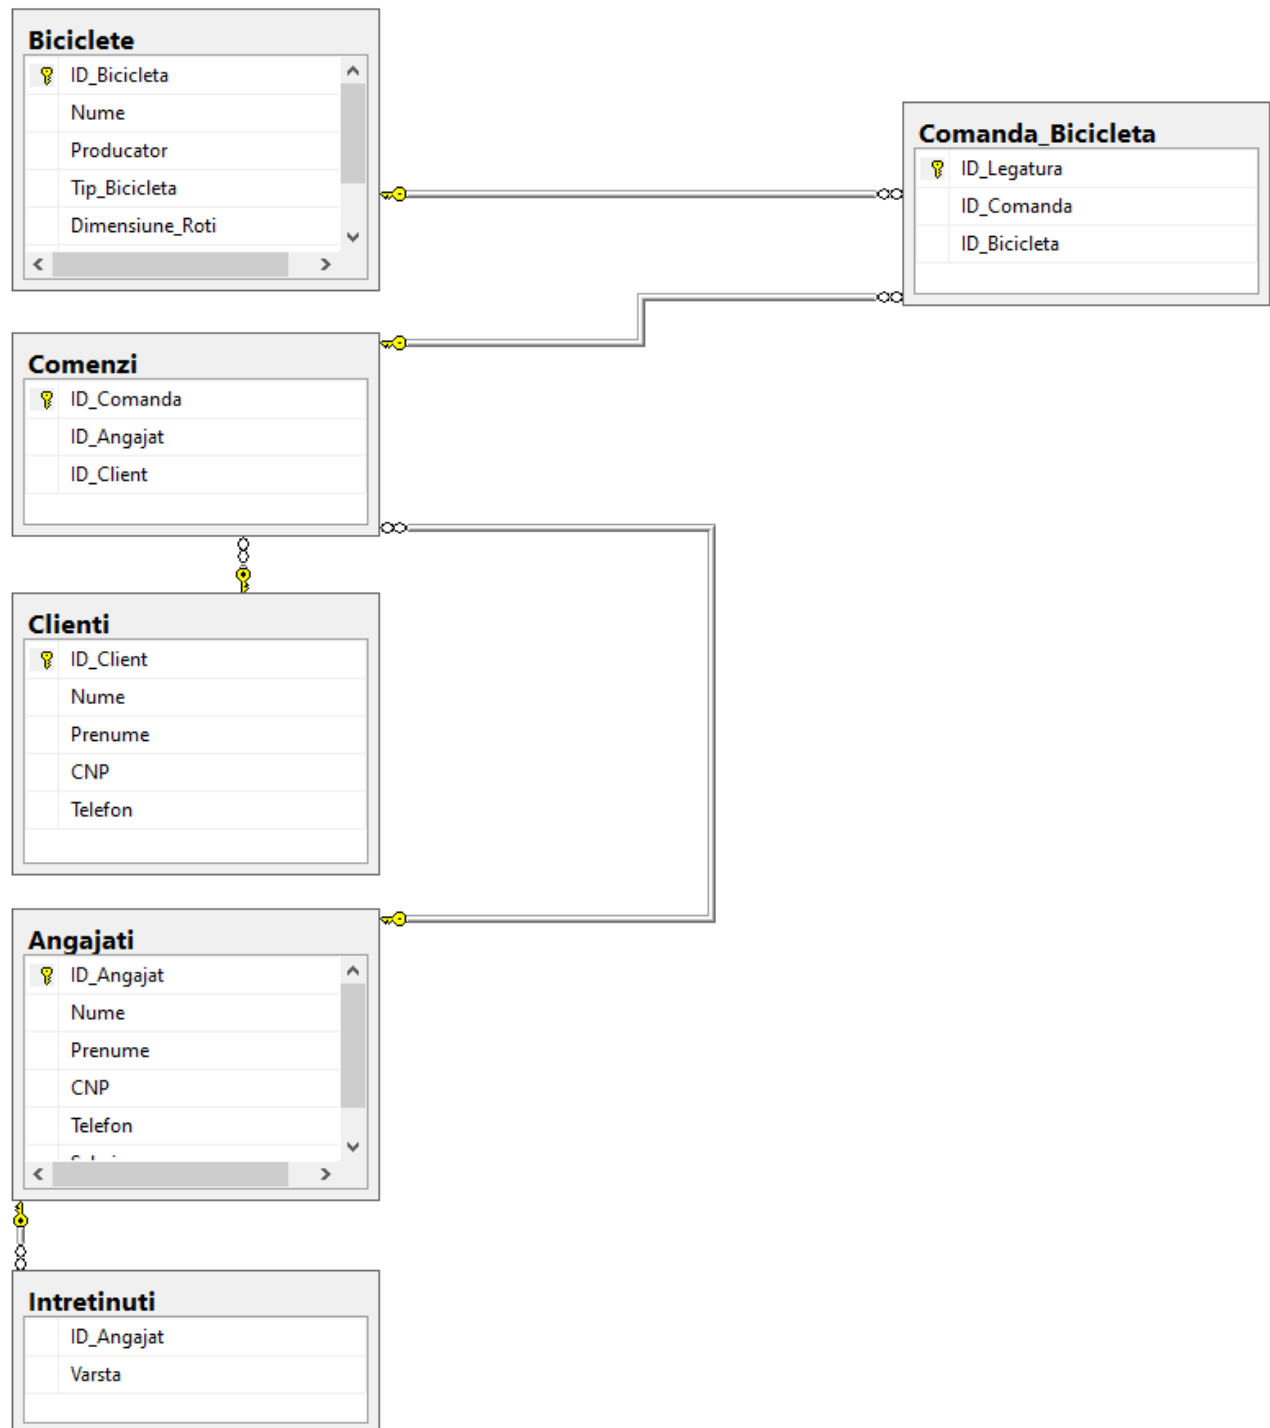 Biciclete
ID_Bicicleta
Nume
Producator
Tip_Bicicleta
Dimensiune_Roti
Comanda_Bicicleta
ID_Legatura
ID_Comanda
ID_Bicicleta
Comenzi
ID_Comanda
ID_Angajat
ID_Client
Clienti
ID_Client
Nume
Prenume
CNP
Telefon
Angajati
ID_Angajat
Nume
Prenume
CNP
Telefon
Intretinuti
ID_Angajat
Varsta